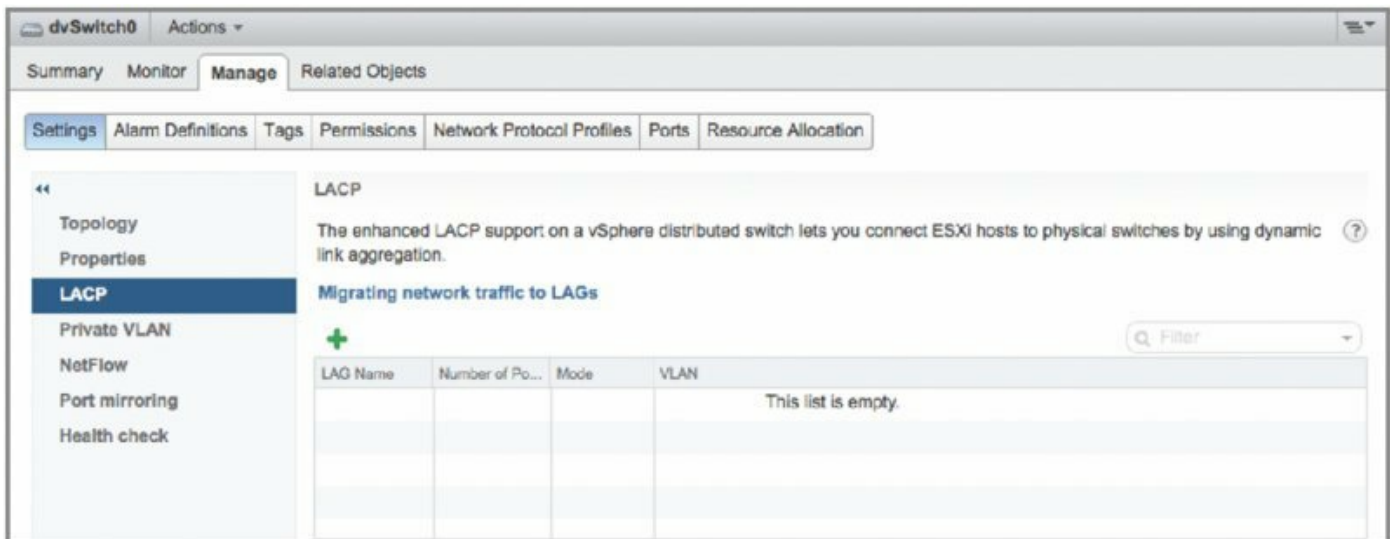 dvSwitch0 Actions
Summary Monitor Manage Related Objects
Settings Alarm Definitions Tags Permissions Network Protocol Profiles Ports Resource Allocation
LACP
Topology
Properties
LACP
Private VLAN
NetFlow
Port mirroring
Health check
The enhanced LACP support on a vSphere distributed switch lets you connect ESXi hosts to physical switches by using dynamic
link aggregation.
Migrating network traffic to LAGs
Filter
LAG Name Number of Po... Mode VLAN
This list is empty.